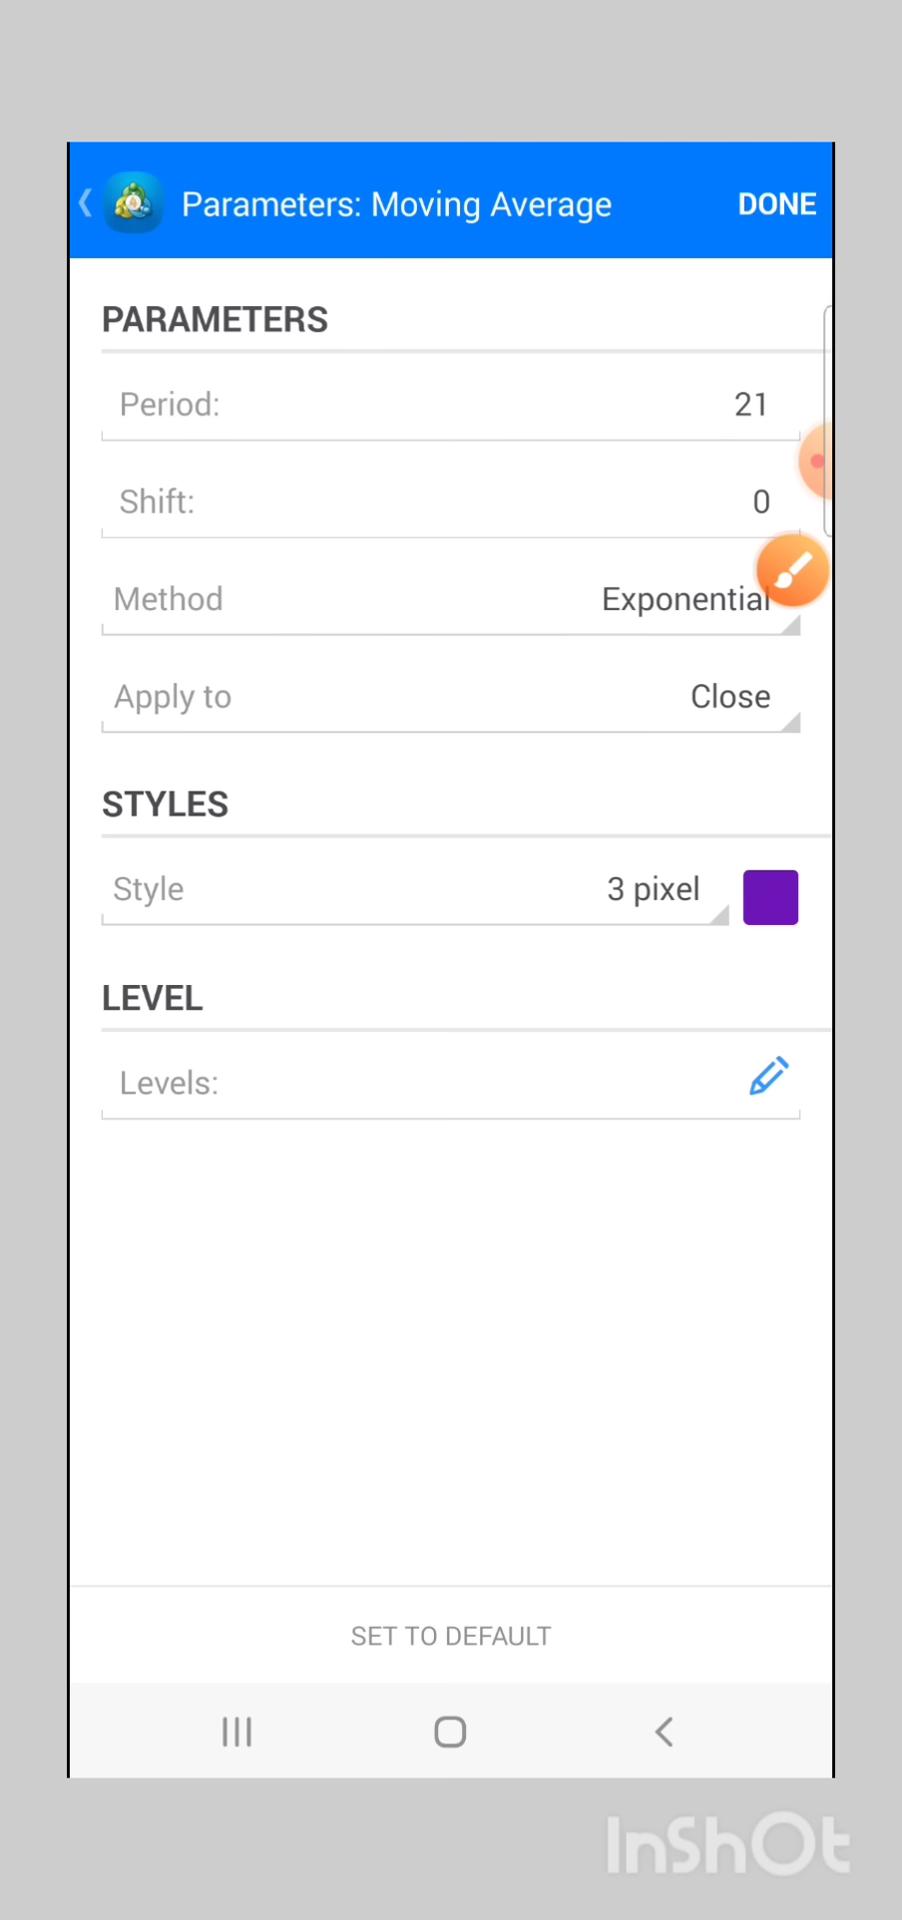 Parameters: Moving Average DONE
PARAMETERS
Period: 21
Shift: 0
Method Exponential
Apply to Close
STYLES
Style 3 pixel
LEVEL
Levels:
SET TO DEFAULT
InShOt